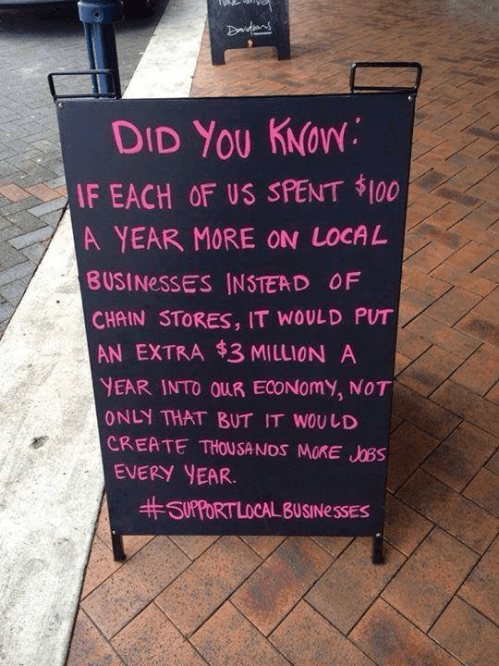 DID YOU KNOW:
IF EACH OF US SPENT $100
A YEAR MORE ON LOCAL
BUSINeSSES INSTEAD OF
CHAIN STORES, IT WOULD PUT
AN EXTRA $3 MILLION A
YEAR INTO OUR ECONOMY, NOT
ONLY THAT BUT IT WOULD
CREATE THOUSANDS MORE JOBS
EVERY YEAR.
#SUPPORTLOCALBUSINeSSES